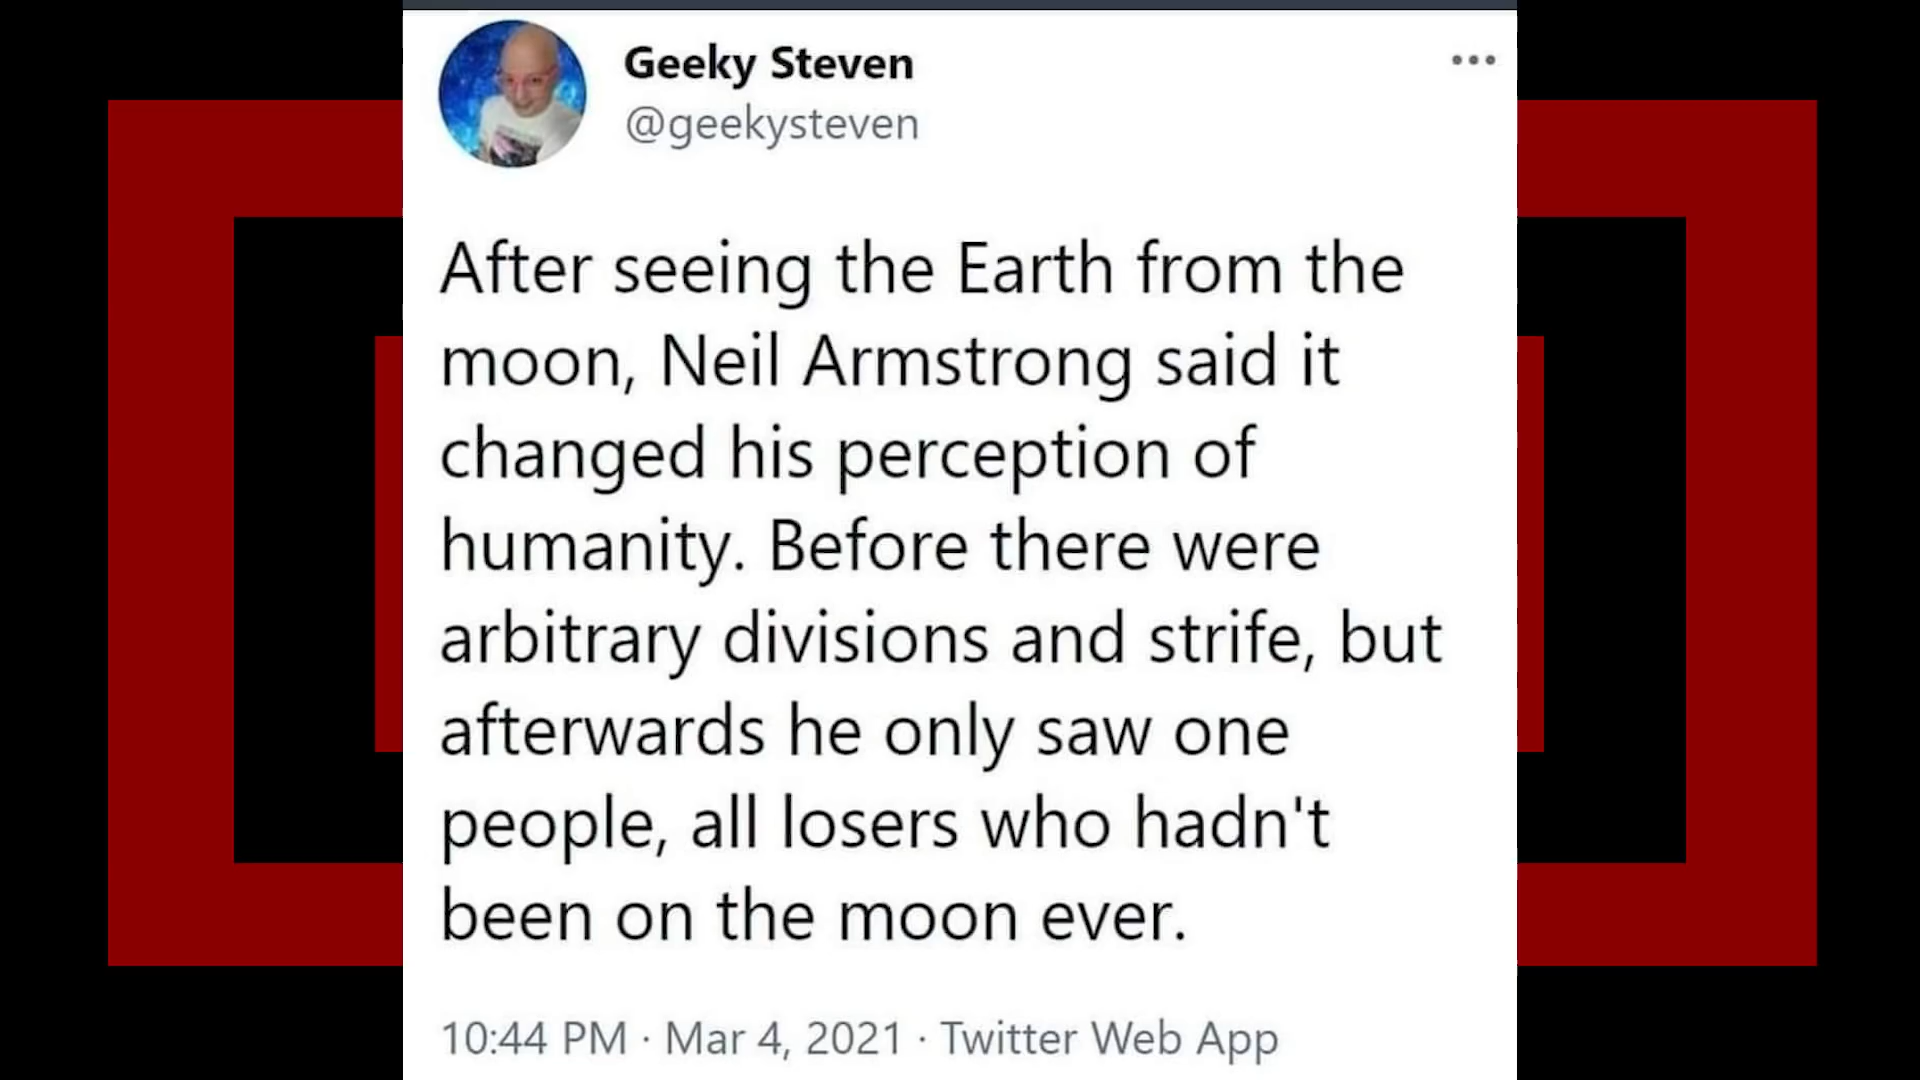 Geeky Steven
@geekysteven
After seeing the Earth from the
moon, Neil Armstrong said it
changed his perception of
humanity. Before there were
arbitrary divisions and strife, but
afterwards he only saw one
people, all losers who hadn't
been on the moon ever.
10:44 PM · Mar 4, 2021 · Twitter Web App